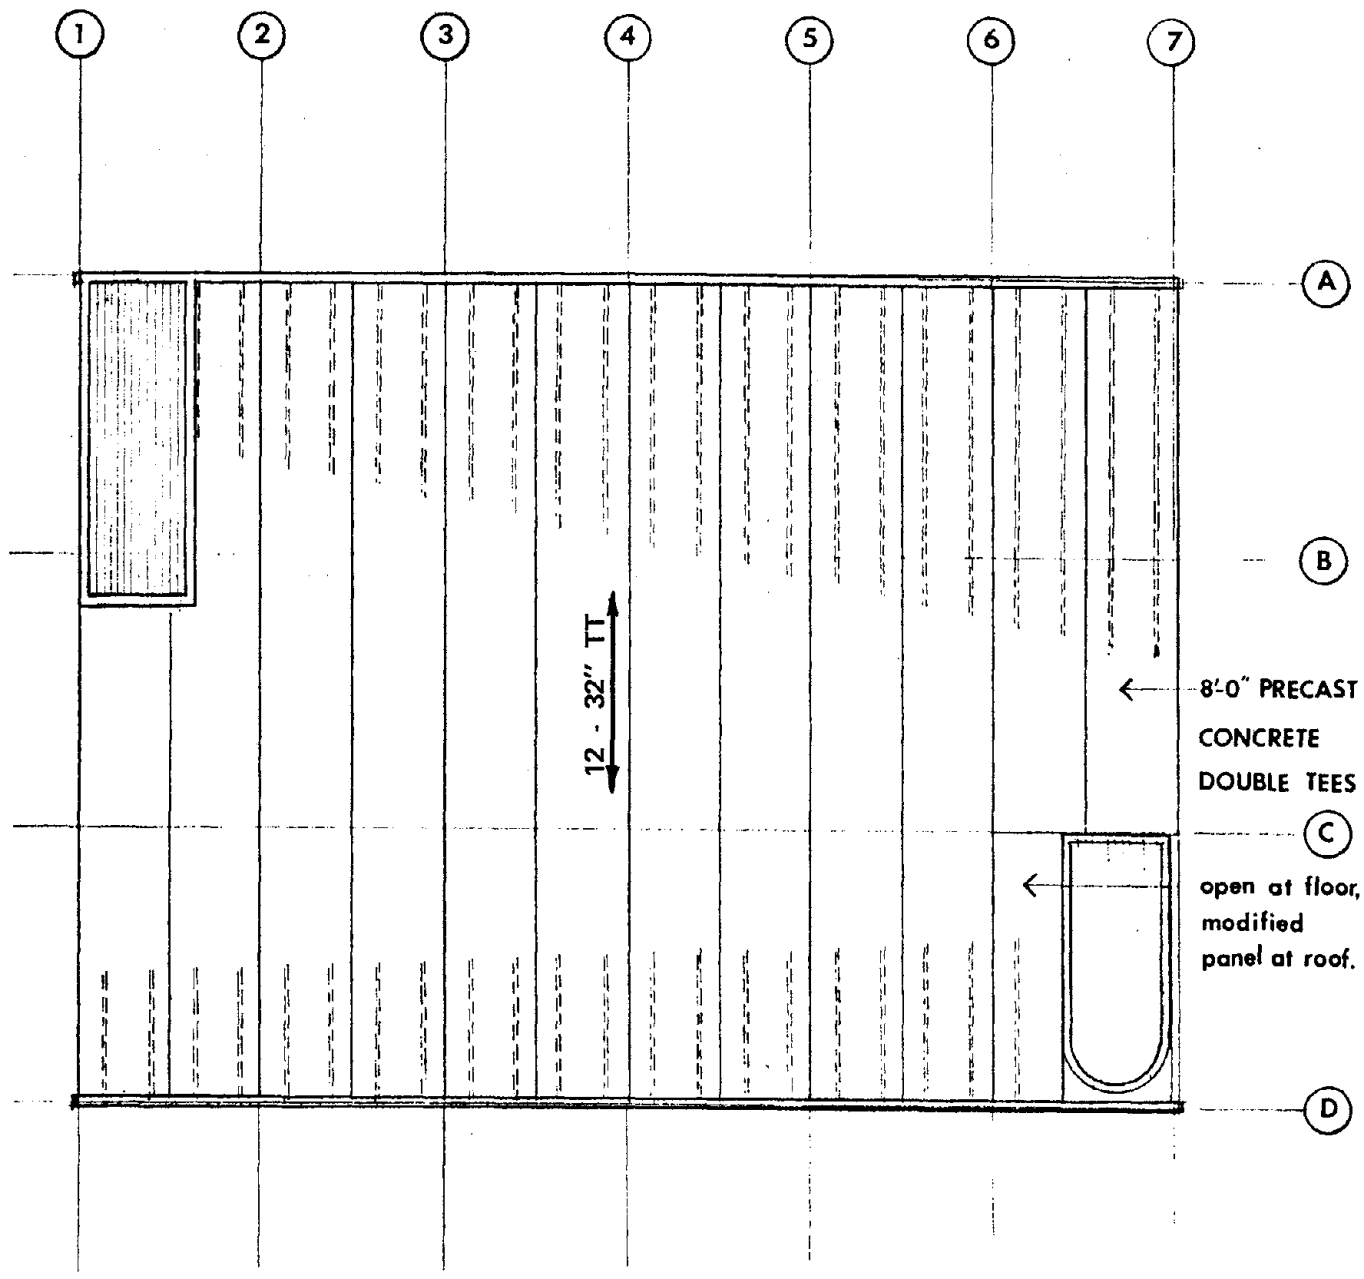 1 2 3 4 5 6 7
A
B
12 - 32" TT
8'-0" PRECAST
CONCRETE
DOUBLE TEES
C
open at floor,
modified
panel at roof.
D